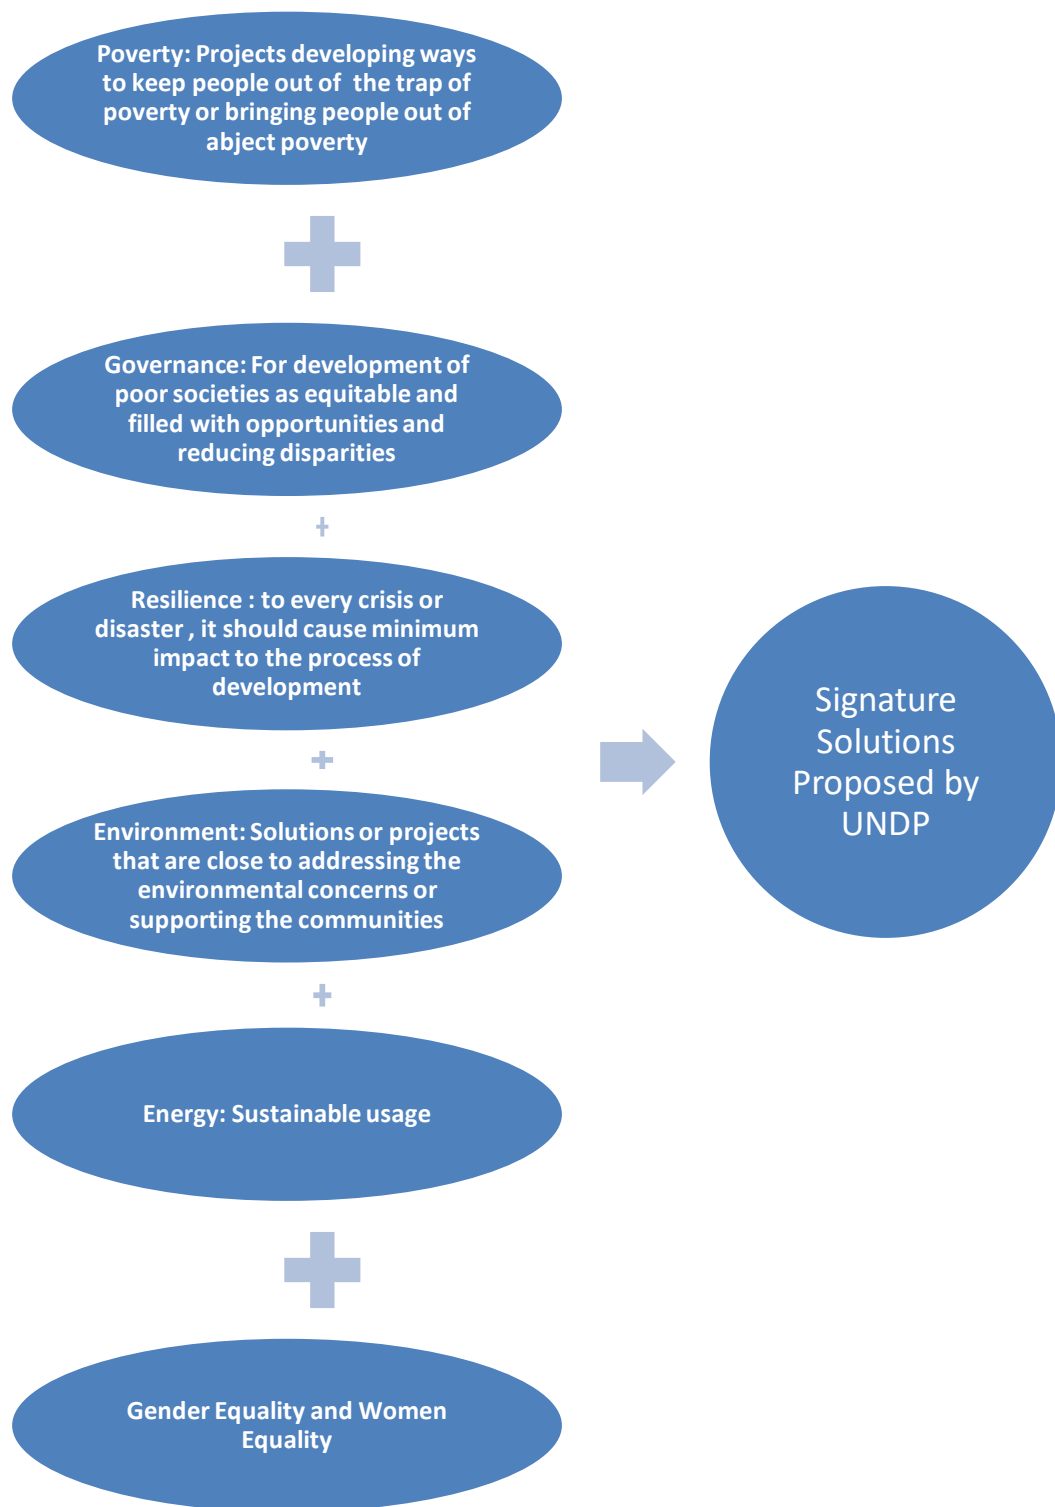 Poverty: Projects developing ways
to keep people out of the trap of
poverty or bringing people out of
abject poverty
Governance: For development of
poor societies as equitable and
filled with opportunities and
reducing disparities
Resilience : to every crisis or
disaster , it should cause minimum
impact to the process of
development
Environment: Solutions or projects
that are close to addressing the
environmental concerns or
supporting the communities
Energy: Sustainable usage
Gender Equality and Women
Equality
Signature
Solutions
Proposed by
UNDP